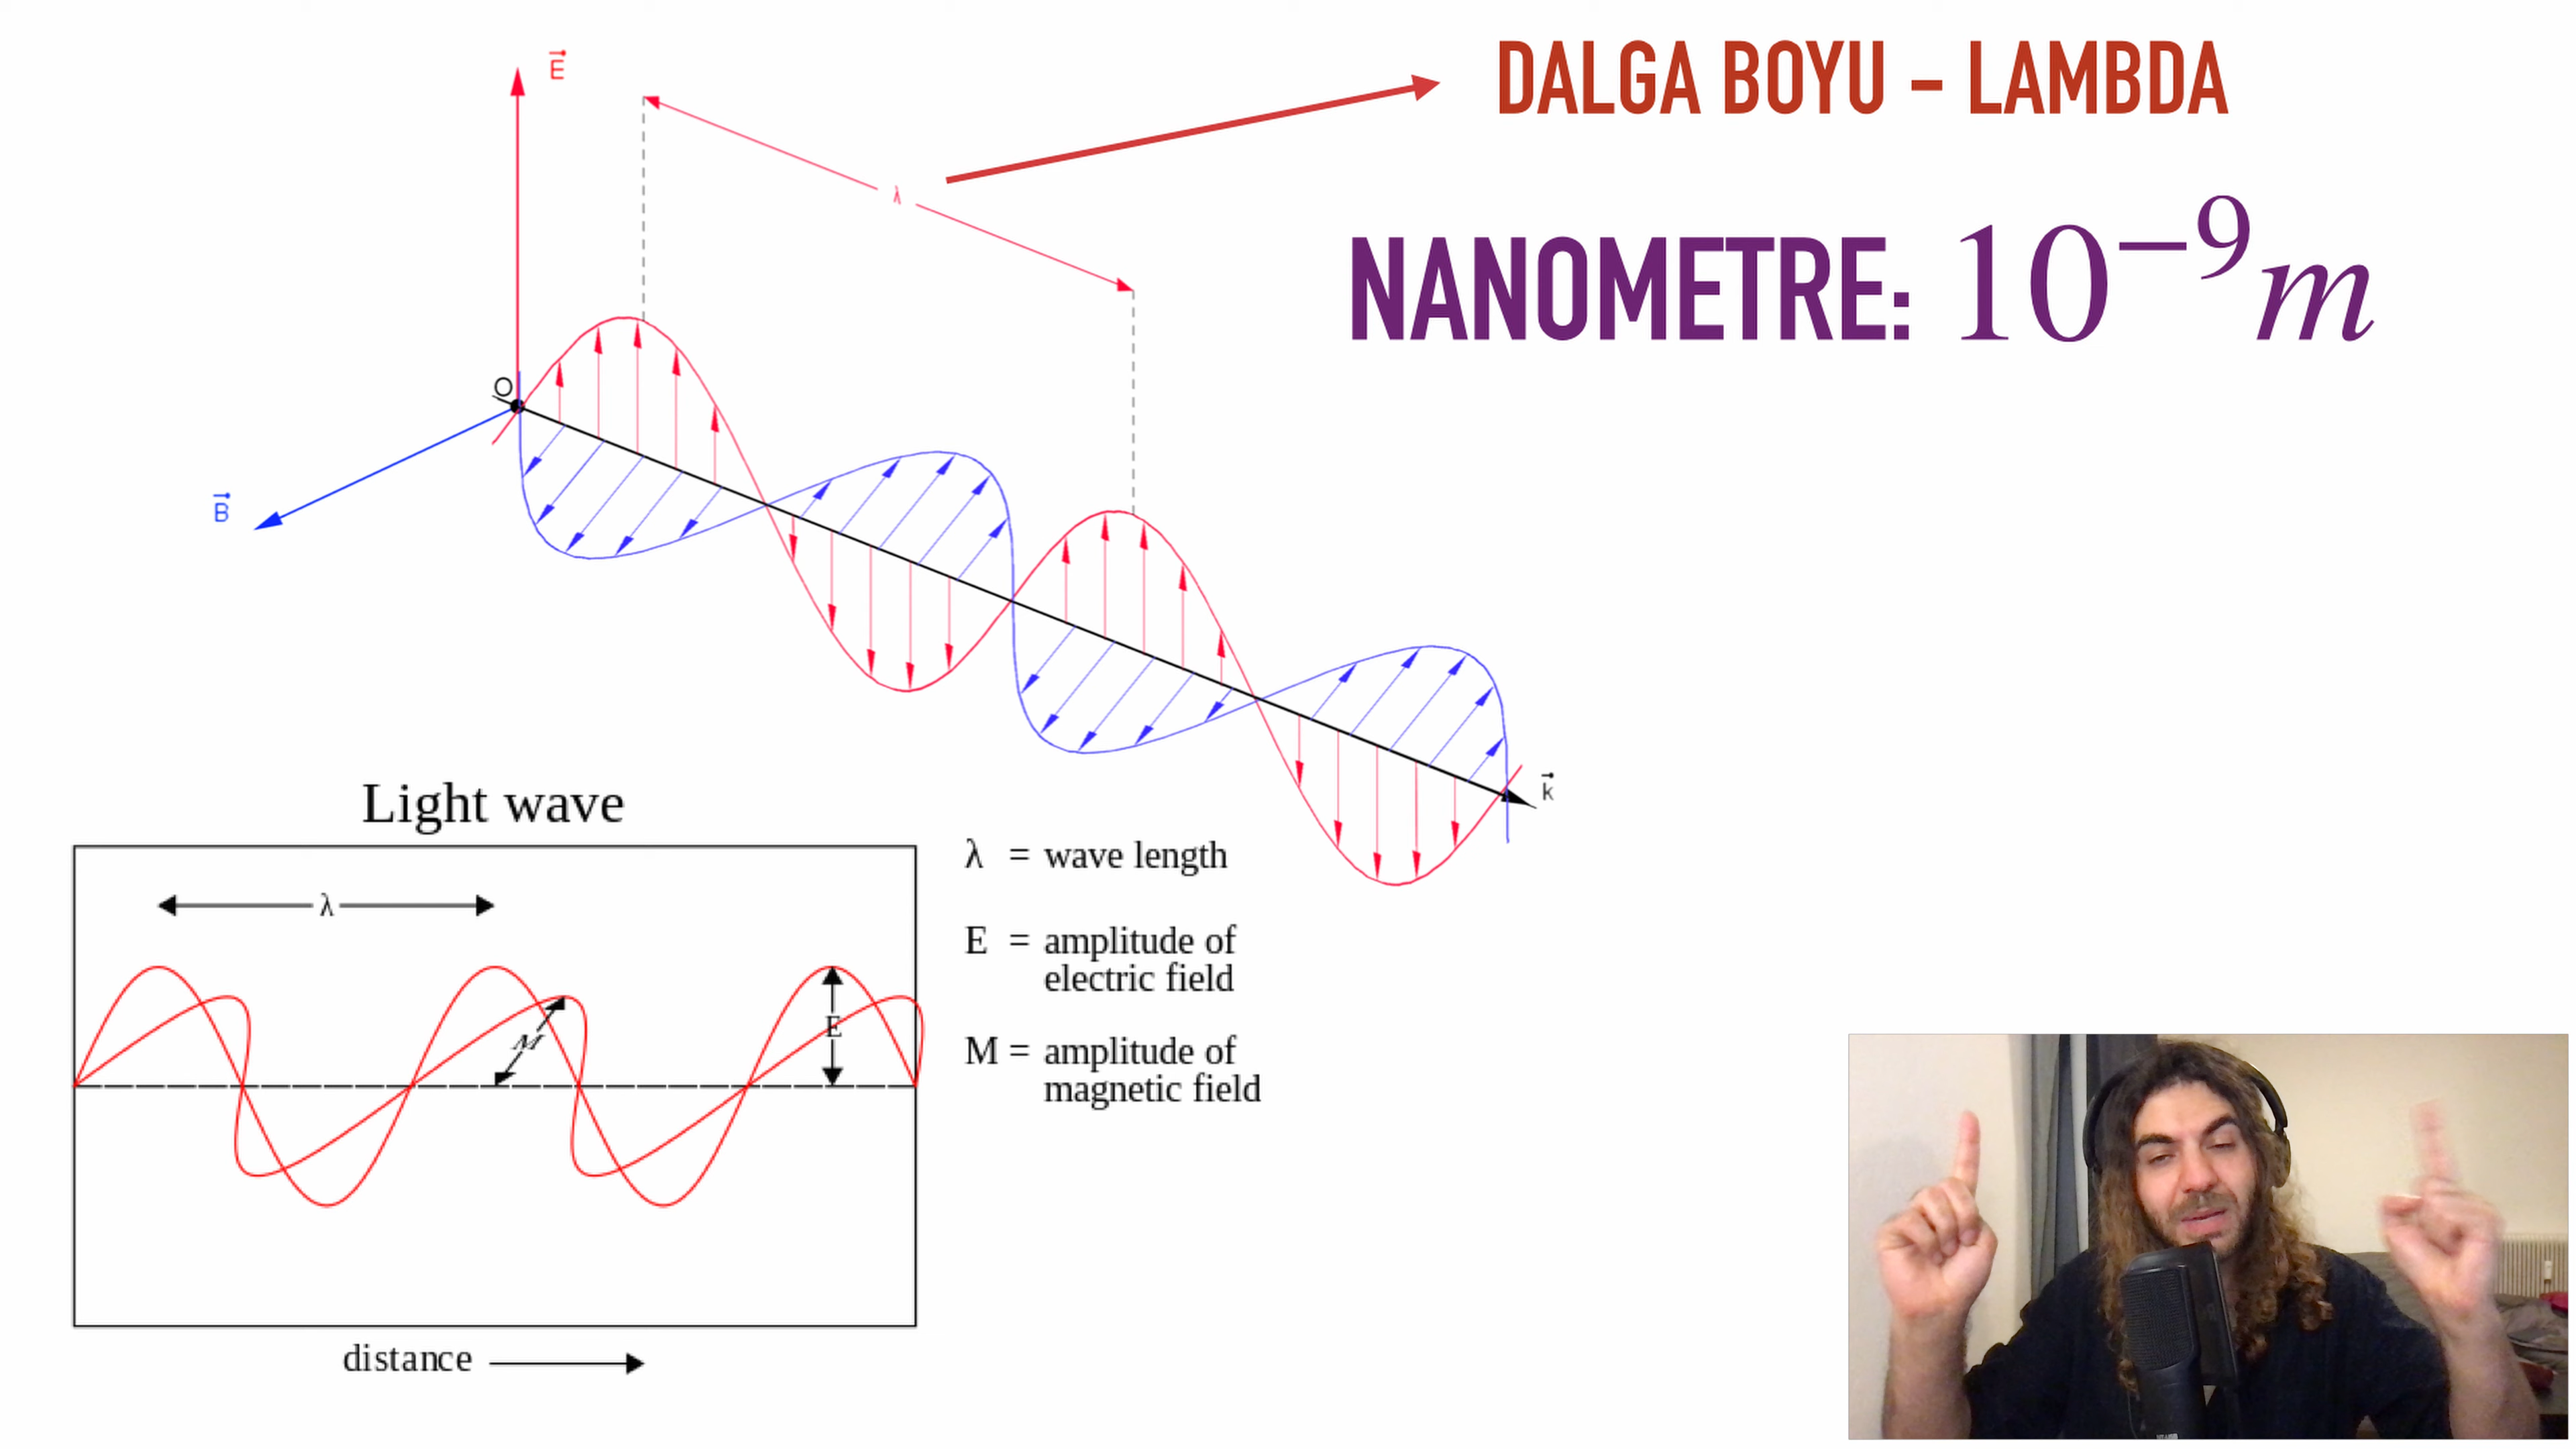 DALGA BOYU - LAMBDA
NANOMETRE: 10⁻⁹m
E
λ
O
B
k
Light wave
λ
M
E
distance
λ = wave length
E = amplitude of
electric field
M = amplitude of
magnetic field